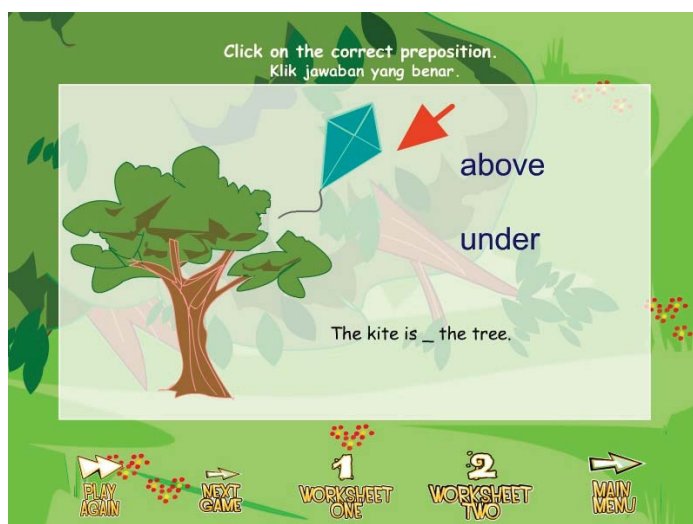 Click on the correct preposition.
Klik jawaban yang benar.
above
under
The kite is _ the tree.
PLAY
AGAIN
NEXT
GAME
1
WORKSHEET
ONE
2
WORKSHEET
TWO
MAIN
MENU